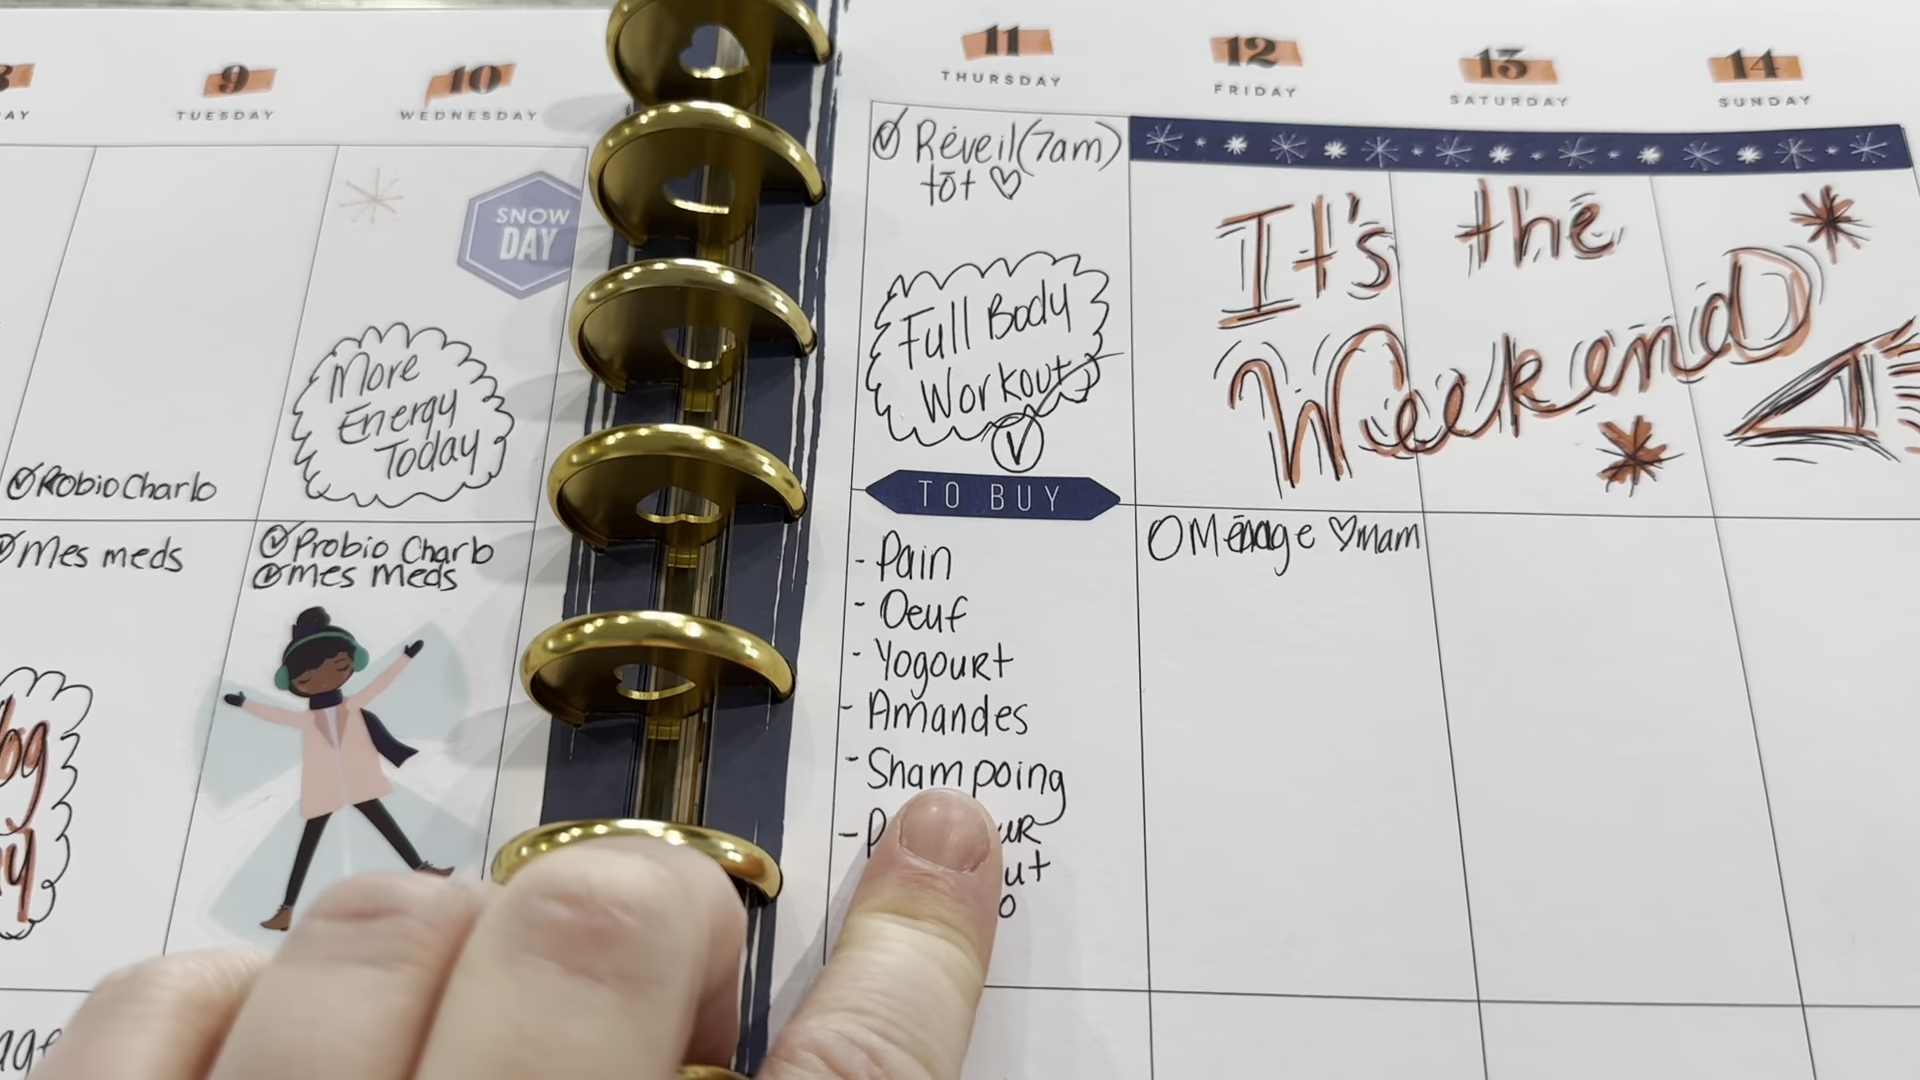 9
TUESDAY
10
WEDNESDAY
SNOW
DAY
More
Energy
Today
Probio Charlo
Mes meds
Probio Charb
mes meds
11
THURSDAY
Réveil (7am)
tôt ♡
Full Body
Workout
TO BUY
- Pain
- Oeuf
- Yogourt
- Amandes
- Shampoing
12
FRIDAY
13
SATURDAY
14
SUNDAY
It's the
Weekend
Ménage ♡mam